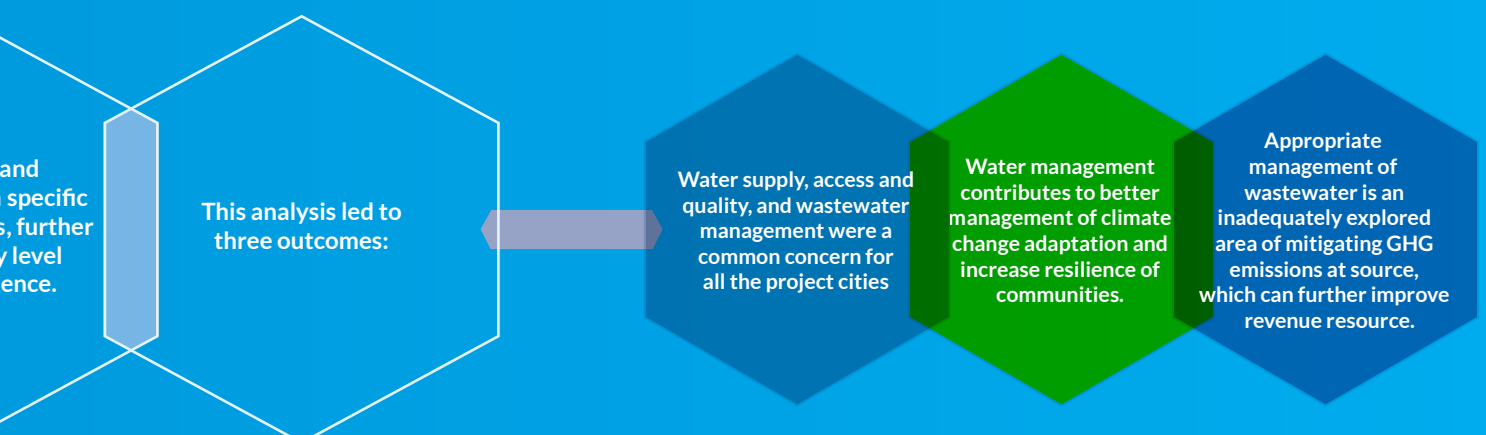 and
specific
s, further
y level
ence.
This analysis led to
three outcomes:
Water supply, access and
quality, and wastewater
management were a
common concern for
all the project cities
Water management
contributes to better
management of climate
change adaptation and
increase resilience of
communities.
Appropriate
management of
wastewater is an
inadequately explored
area of mitigating GHG
emissions at source,
which can further improve
revenue resource.